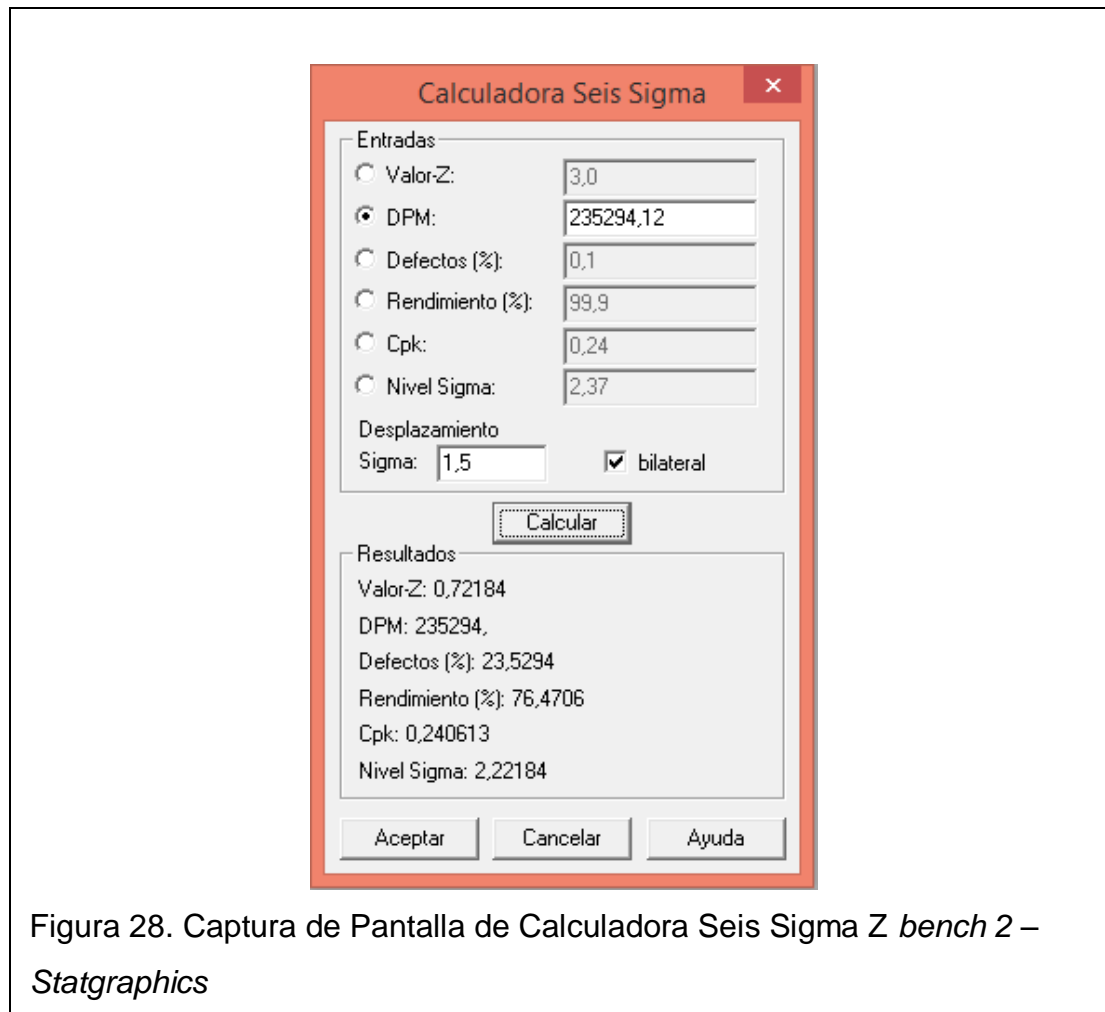 Calculadora Seis Sigma
Entradas
Valor-Z: 3,0
DPM: 235294,12
Defectos (%): 0,1
Rendimiento (%): 99,9
Cpk: 0,24
Nivel Sigma: 2,37
Desplazamiento
Sigma: 1,5 bilateral
Calcular
Resultados
Valor-Z: 0,72184
DPM: 235294,
Defectos (%): 23,5294
Rendimiento (%): 76,4706
Cpk: 0,240613
Nivel Sigma: 2,22184
Aceptar Cancelar Ayuda
Figura 28. Captura de Pantalla de Calculadora Seis Sigma Z bench 2 –
Statgraphics